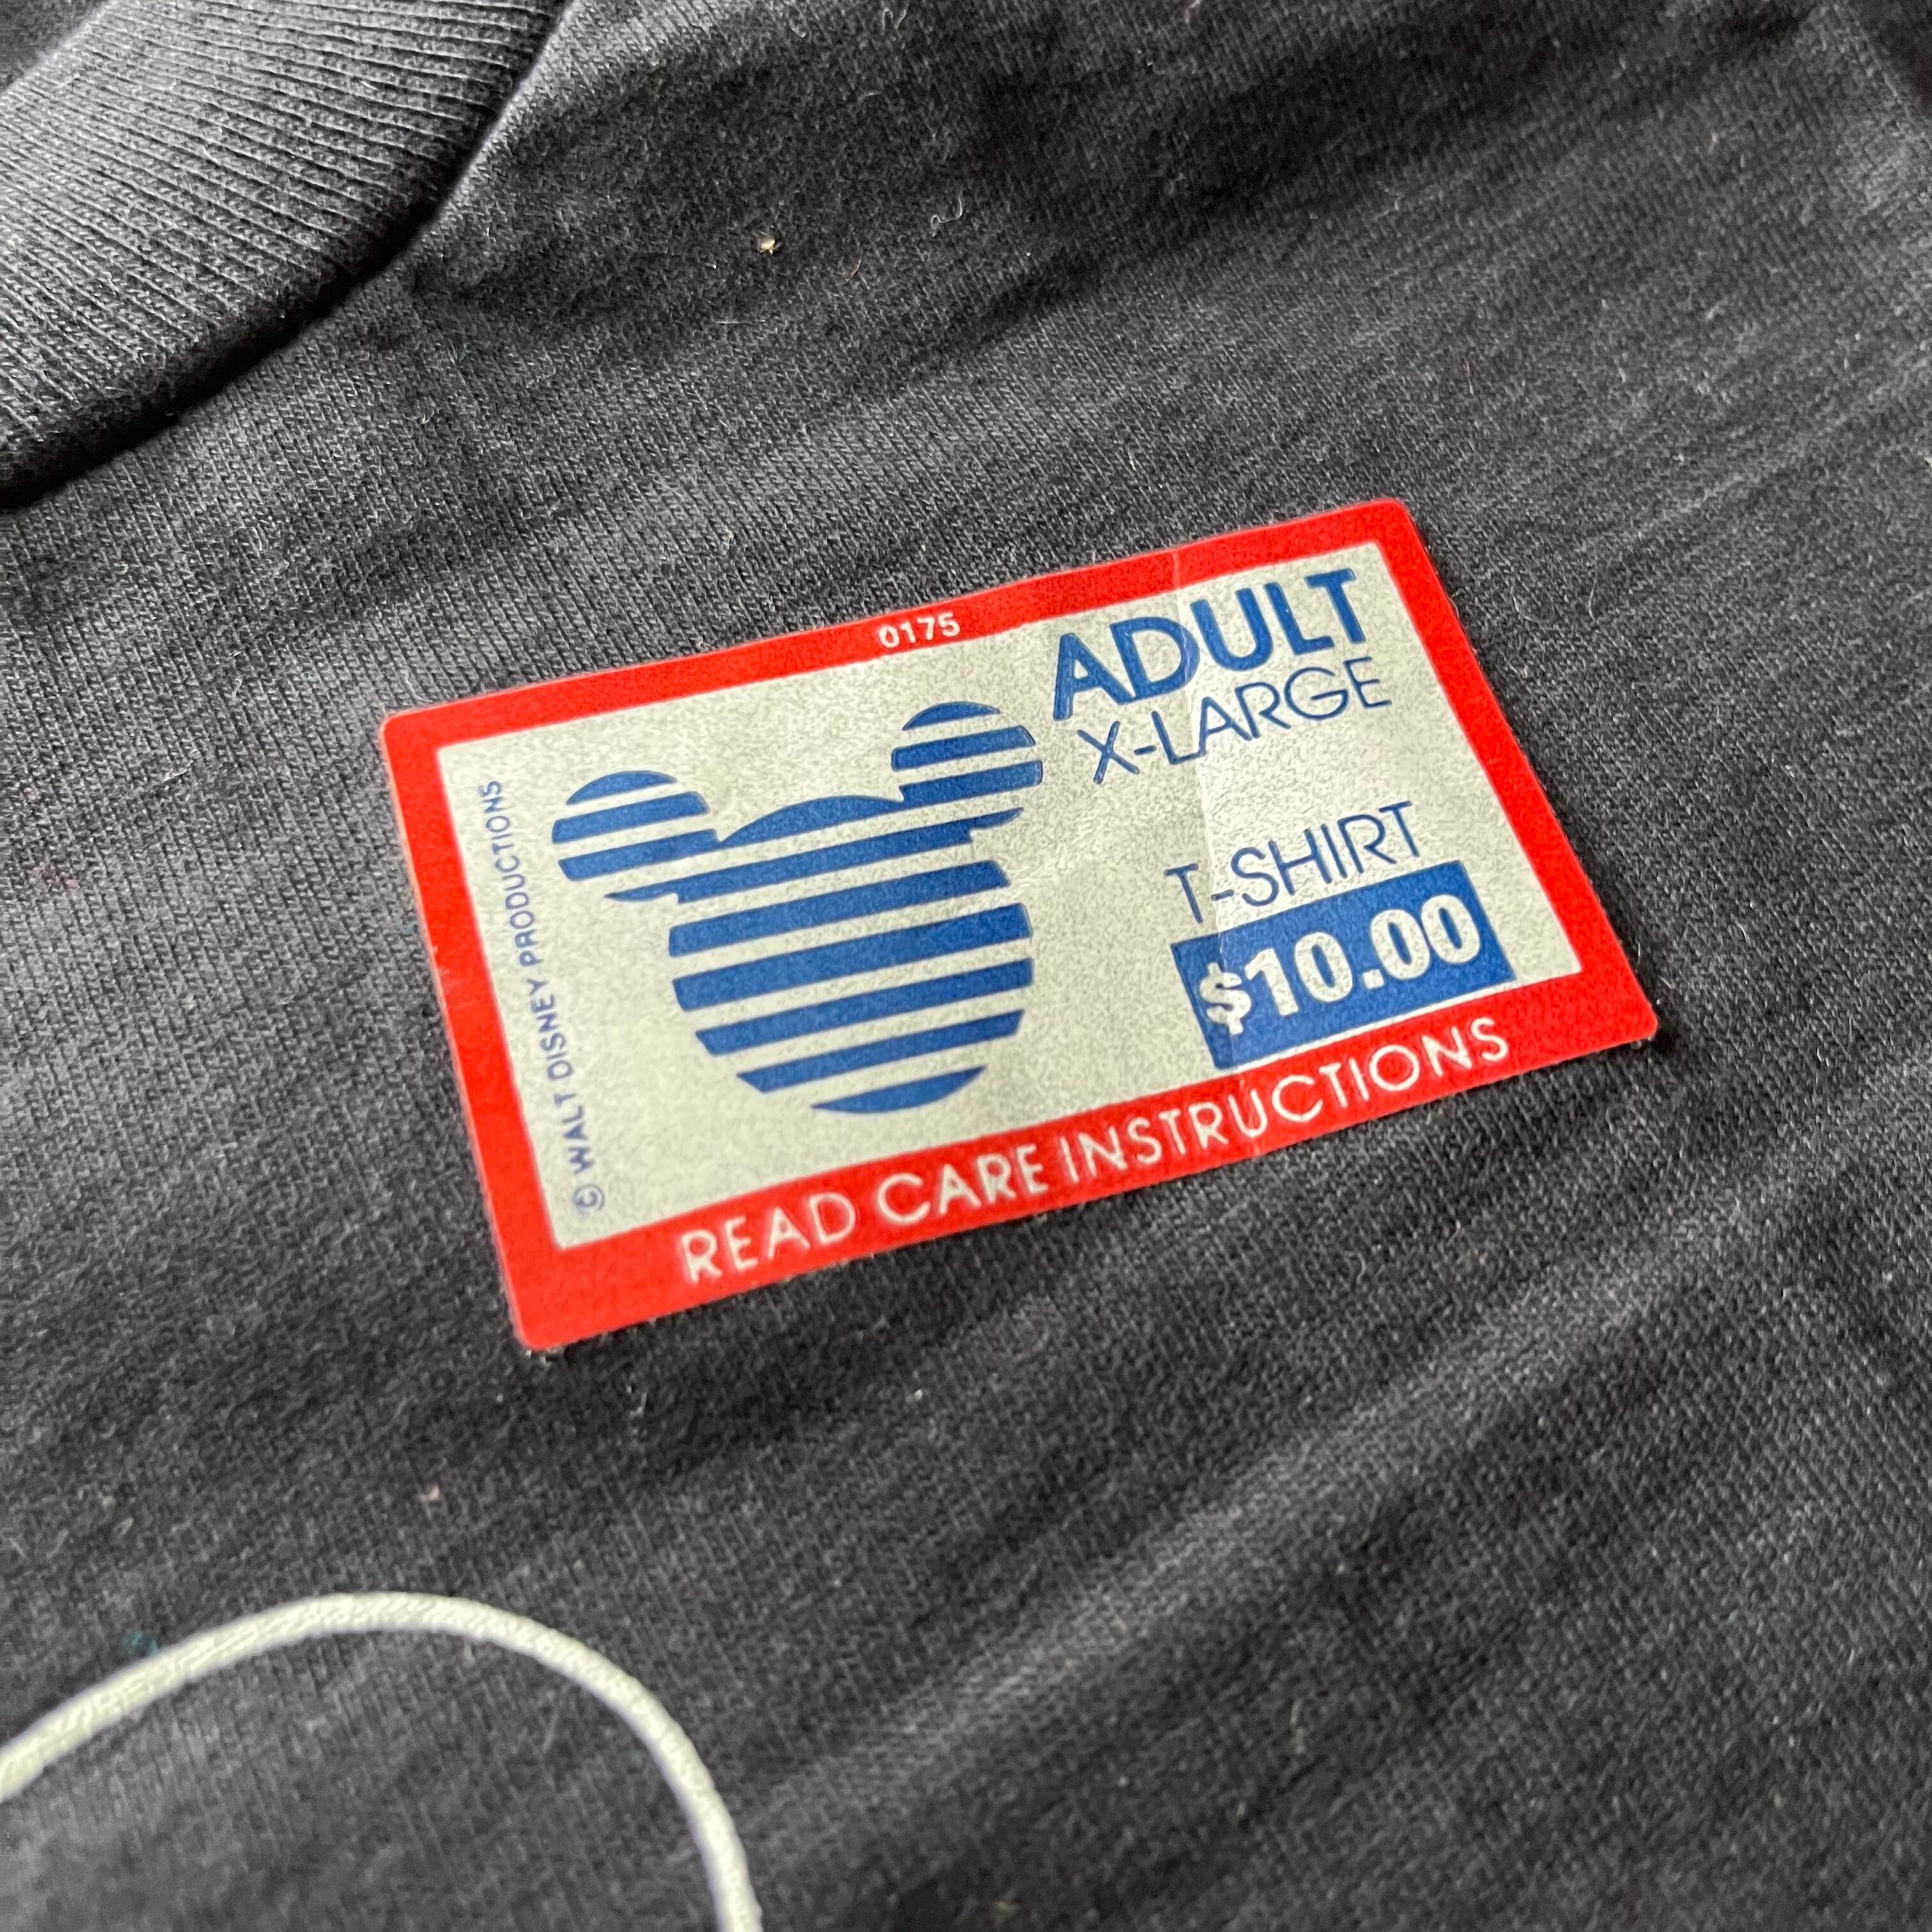 0175
ADULT
X-LARGE
T-SHIRT
$10.00
© WALT DISNEY PRODUCTIONS
READ CARE INSTRUCTIONS